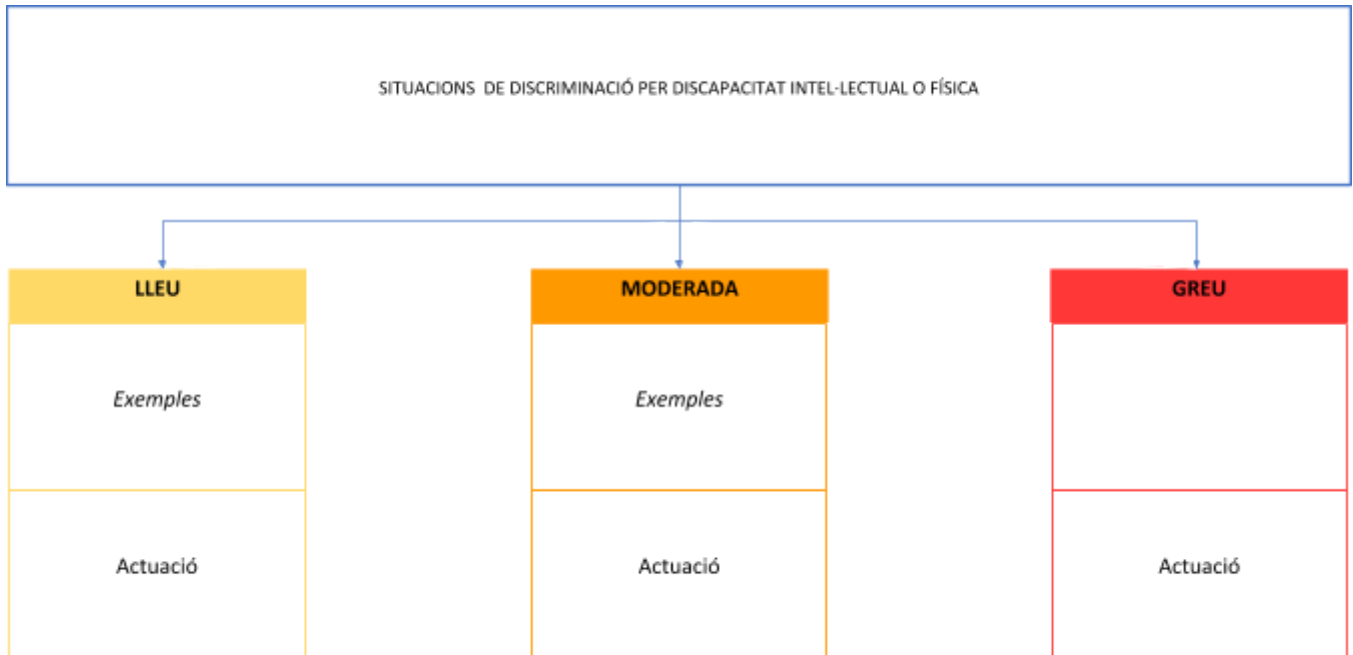 SITUACIONS DE DISCRIMINACIÓ PER DISCAPACITAT INTEL-LECTUAL O FÍSICA
LLEU
MODERADA
GREU
Exemples
Exemples
Actuació
Actuació
Actuació